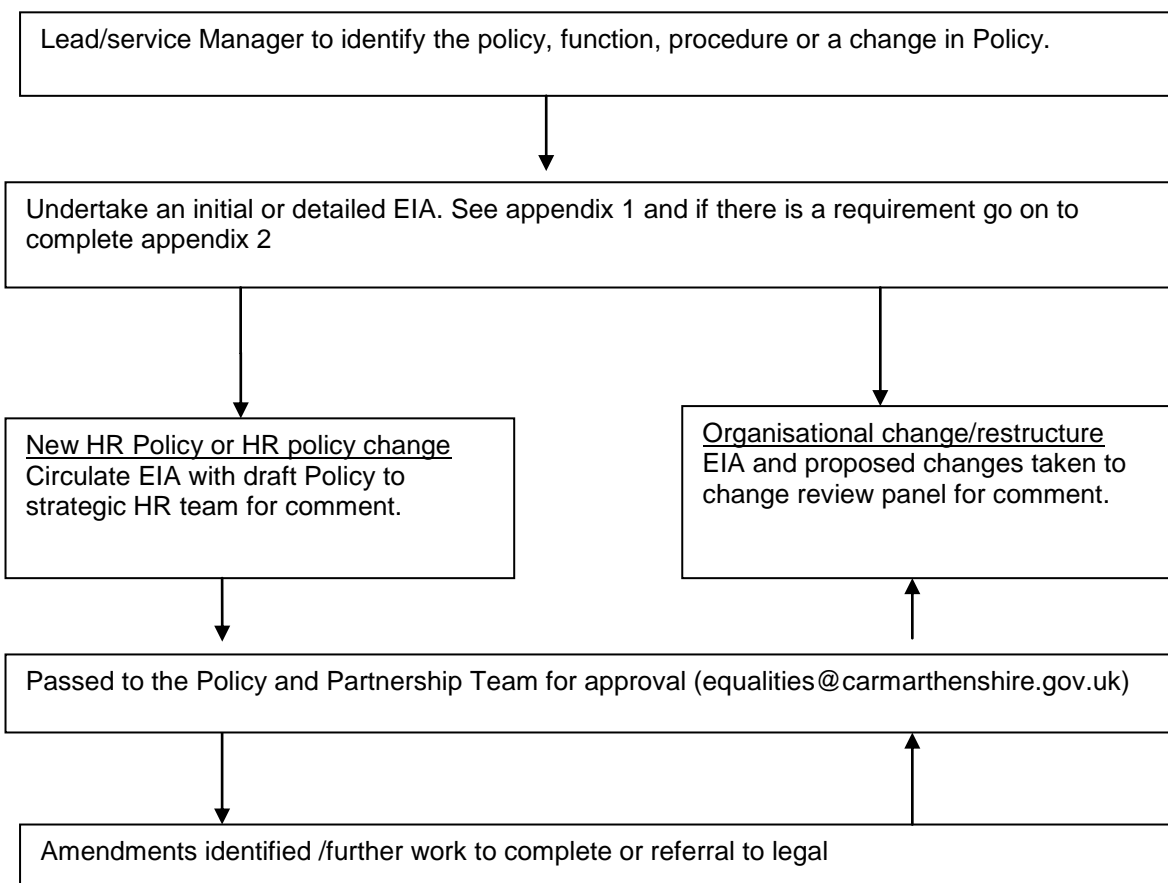 Lead/service Manager to identify the policy, function, procedure or a change in Policy.
Undertake an initial or detailed EIA. See appendix 1 and if there is a requirement go on to
complete appendix 2
New HR Policy or HR policy change
Circulate EIA with draft Policy to
strategic HR team for comment.
Organisational change/restructure
EIA and proposed changes taken to
change review panel for comment.
Passed to the Policy and Partnership Team for approval (equalities@carmarthenshire.gov.uk)
Amendments identified /further work to complete or referral to legal